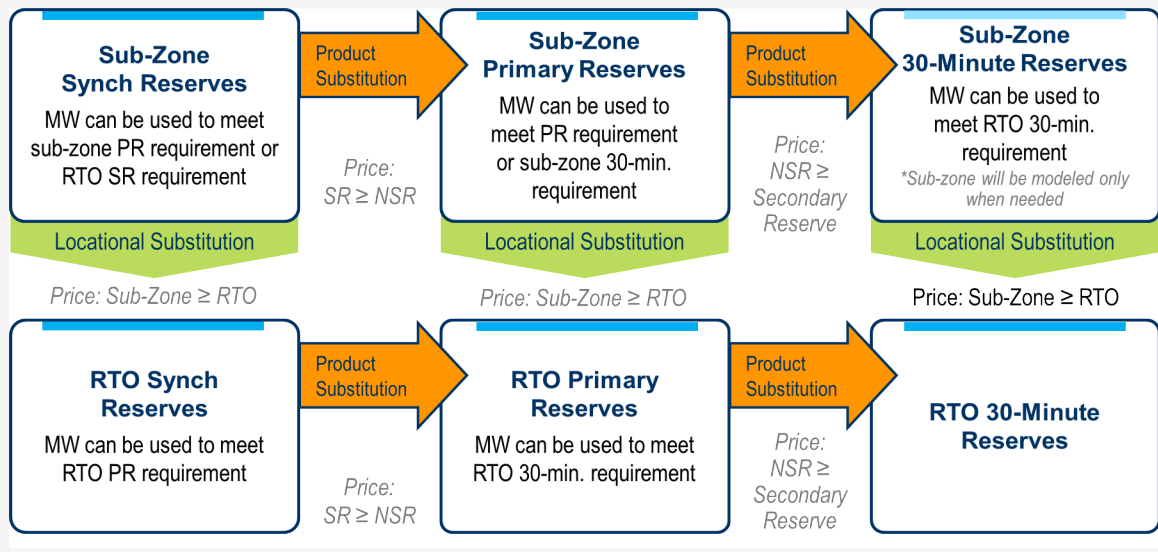 Sub-Zone
Synch Reserves
MW can be used to meet
sub-zone PR requirement or
RTO SR requirement
Product
Substitution
Price:
SR ≥ NSR
Sub-Zone
Primary Reserves
MW can be used to
meet PR requirement
or sub-zone 30-min.
requirement
Product
Substitution
Price:
NSR ≥
Secondary
Reserve
Sub-Zone
30-Minute Reserves
MW can be used to
meet RTO 30-min.
requirement
*Sub-zone will be modeled only
when needed
Locational Substitution
Locational Substitution
Locational Substitution
Price: Sub-Zone ≥ RTO
Price: Sub-Zone ≥ RTO
Price: Sub-Zone ≥ RTO
RTO Synch
Reserves
MW can be used to meet
RTO PR requirement
Product
Substitution
Price:
SR ≥ NSR
RTO Primary
Reserves
MW can be used to meet
RTO 30-min. requirement
Product
Substitution
Price:
NSR ≥
Secondary
Reserve
RTO 30-Minute
Reserves